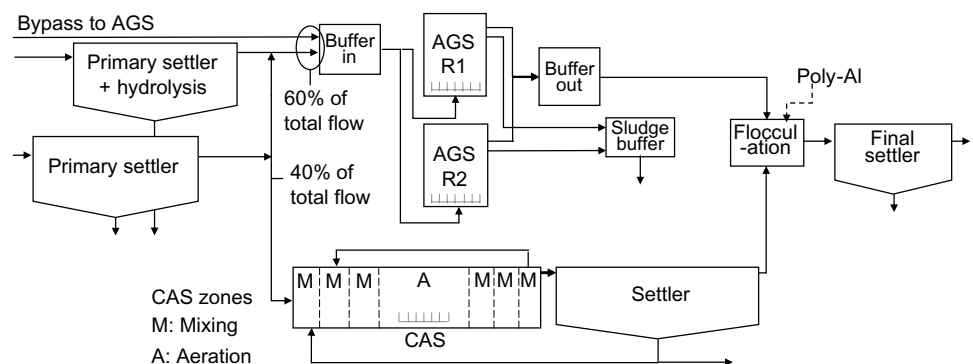 Bypass to AGS
Primary settler
+ hydrolysis
Primary settler
Buffer
in
60% of
total flow
40% of
total flow
AGS
R1
AGS
R2
Buffer
out
Sludge
buffer
Poly-Al
Floccul
-ation
Final
settler
M M M A M M M
CAS
Settler
CAS zones
M: Mixing
A: Aeration